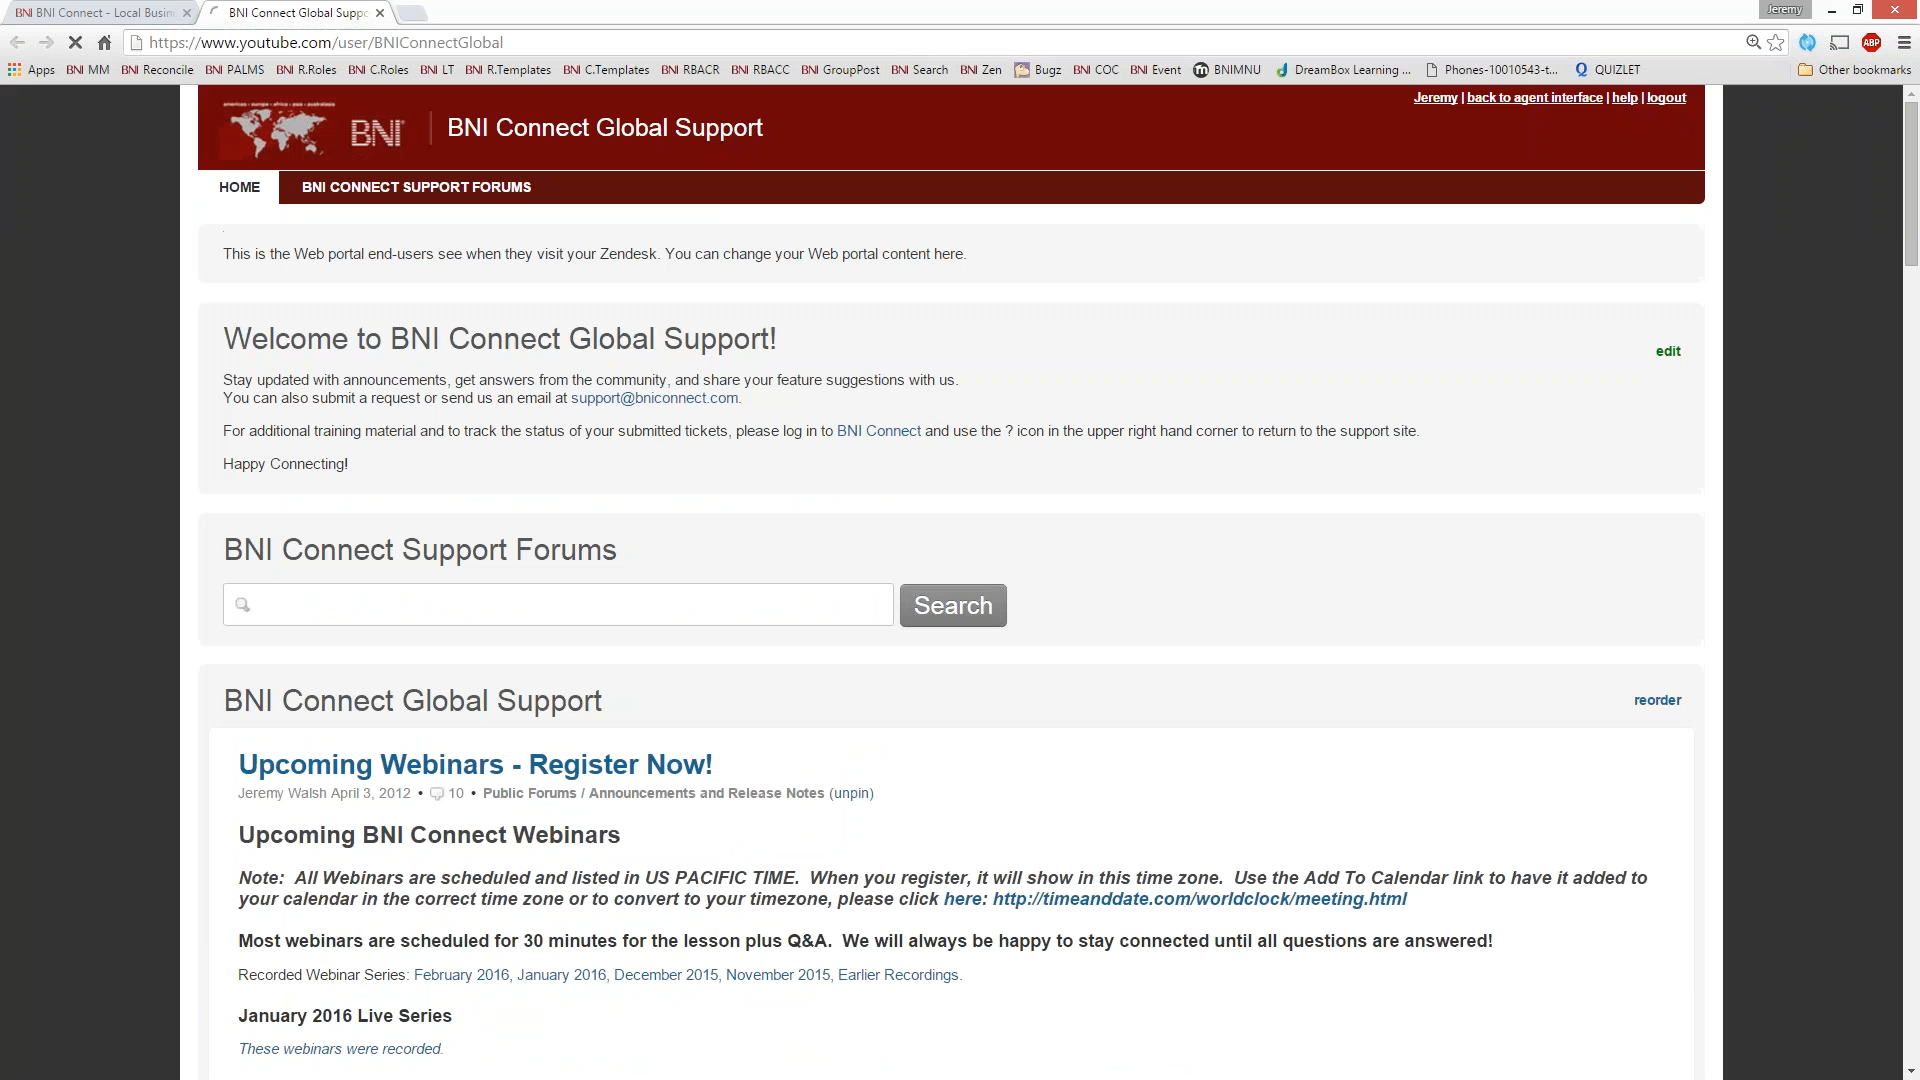 BNI BNI Connect - Local Busin
BNI Connect Global Suppo
Jeremy
https://www.youtube.com/user/BNIConnectGlobal
ABP
Apps BNI MM BNI Reconcile BNI PALMS BNI R.Roles BNI C.Roles BNI LT BNI R.Templates BNI C.Templates BNI RBACR BNI RBACC BNI GroupPost BNI Search BNI Zen Bugz BNI COC BNI Event m BNIMNU DreamBox Learning ... Phones-10010543-t... Q QUIZLET Other bookmarks
Jeremy | back to agent interface | help | logout
americas • europe • africa • asia • australasia
BNI BNI Connect Global Support
HOME BNI CONNECT SUPPORT FORUMS
This is the Web portal end-users see when they visit your Zendesk. You can change your Web portal content here.
Welcome to BNI Connect Global Support!
edit
Stay updated with announcements, get answers from the community, and share your feature suggestions with us.
You can also submit a request or send us an email at support@bniconnect.com.
For additional training material and to track the status of your submitted tickets, please log in to BNI Connect and use the ? icon in the upper right hand corner to return to the support site.
Happy Connecting!
BNI Connect Support Forums
Search
BNI Connect Global Support
reorder
Upcoming Webinars - Register Now!
Jeremy Walsh April 3, 2012 • 10 • Public Forums / Announcements and Release Notes (unpin)
Upcoming BNI Connect Webinars
Note: All Webinars are scheduled and listed in US PACIFIC TIME. When you register, it will show in this time zone. Use the Add To Calendar link to have it added to
your calendar in the correct time zone or to convert to your timezone, please click here: http://timeanddate.com/worldclock/meeting.html
Most webinars are scheduled for 30 minutes for the lesson plus Q&A. We will always be happy to stay connected until all questions are answered!
Recorded Webinar Series: February 2016, January 2016, December 2015, November 2015, Earlier Recordings.
January 2016 Live Series
These webinars were recorded.